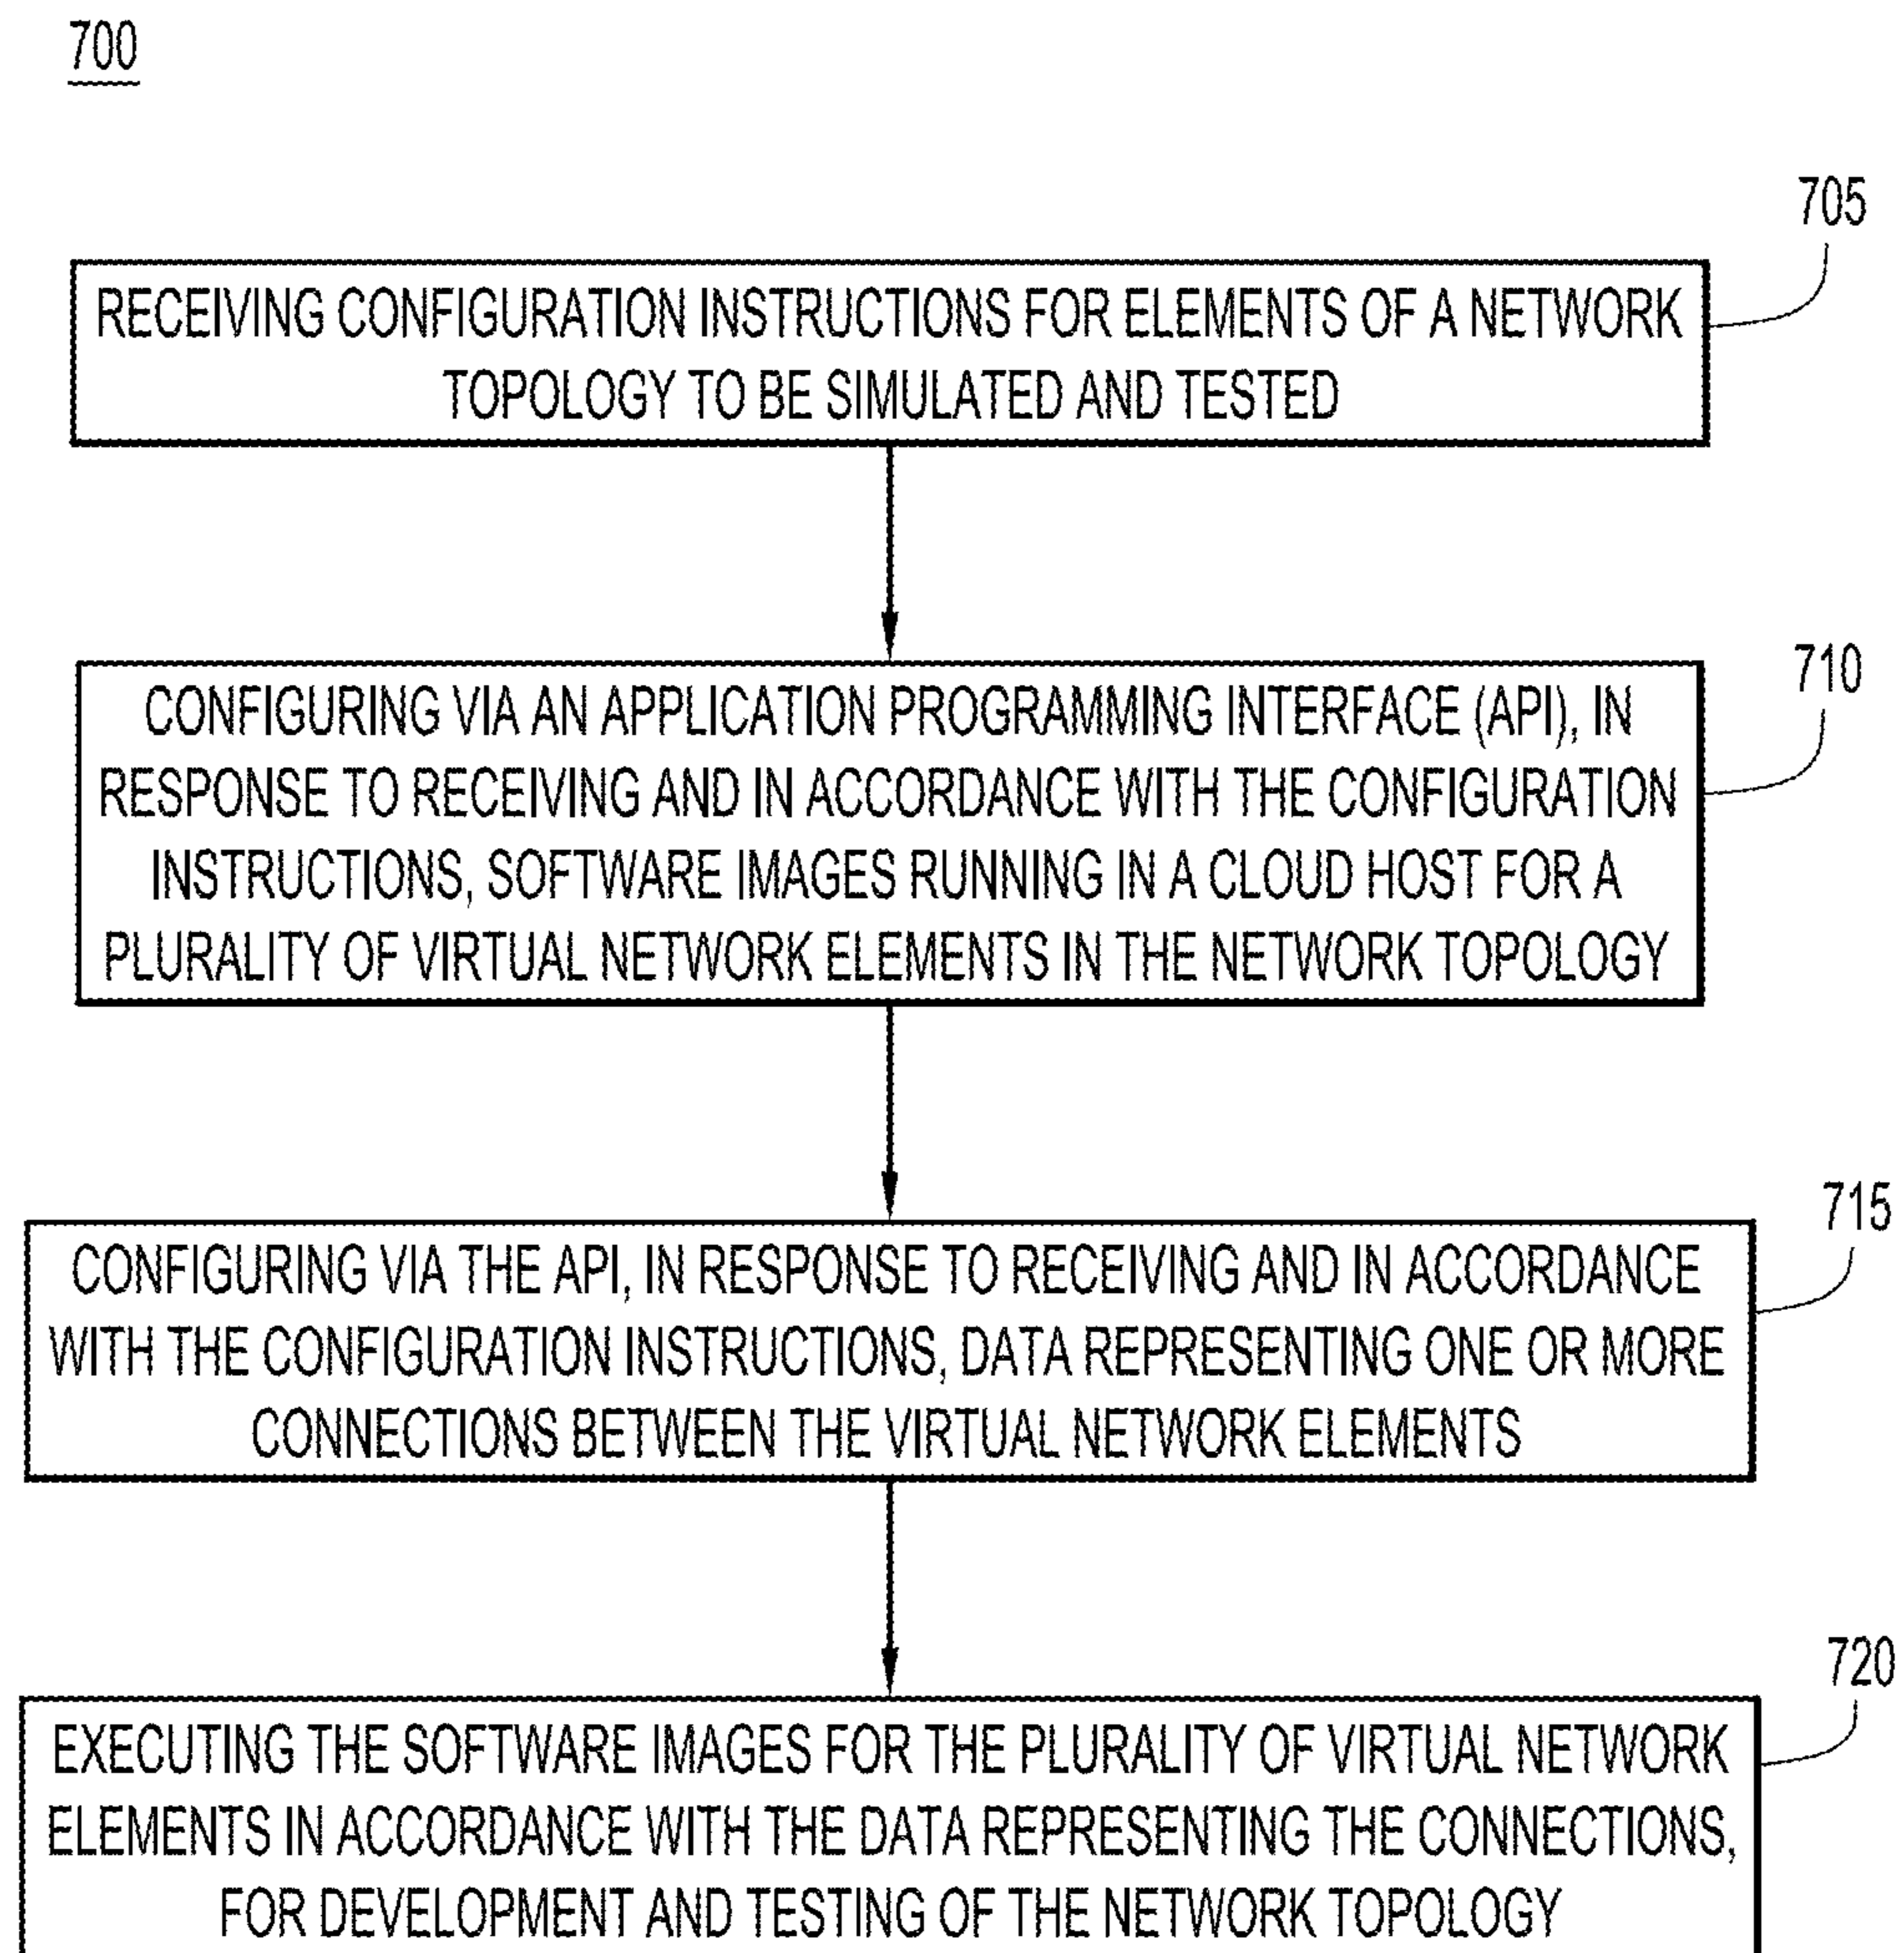 700
705
RECEIVING CONFIGURATION INSTRUCTIONS FOR ELEMENTS OF A NETWORK
TOPOLOGY TO BE SIMULATED AND TESTED
710
CONFIGURING VIA AN APPLICATION PROGRAMMING INTERFACE (API), IN
RESPONSE TO RECEIVING AND IN ACCORDANCE WITH THE CONFIGURATION
INSTRUCTIONS, SOFTWARE IMAGES RUNNING IN A CLOUD HOST FOR A
PLURALITY OF VIRTUAL NETWORK ELEMENTS IN THE NETWORK TOPOLOGY
715
CONFIGURING VIA THE API, IN RESPONSE TO RECEIVING AND IN ACCORDANCE
WITH THE CONFIGURATION INSTRUCTIONS, DATA REPRESENTING ONE OR MORE
CONNECTIONS BETWEEN THE VIRTUAL NETWORK ELEMENTS
720
EXECUTING THE SOFTWARE IMAGES FOR THE PLURALITY OF VIRTUAL NETWORK
ELEMENTS IN ACCORDANCE WITH THE DATA REPRESENTING THE CONNECTIONS,
FOR DEVELOPMENT AND TESTING OF THE NETWORK TOPOLOGY